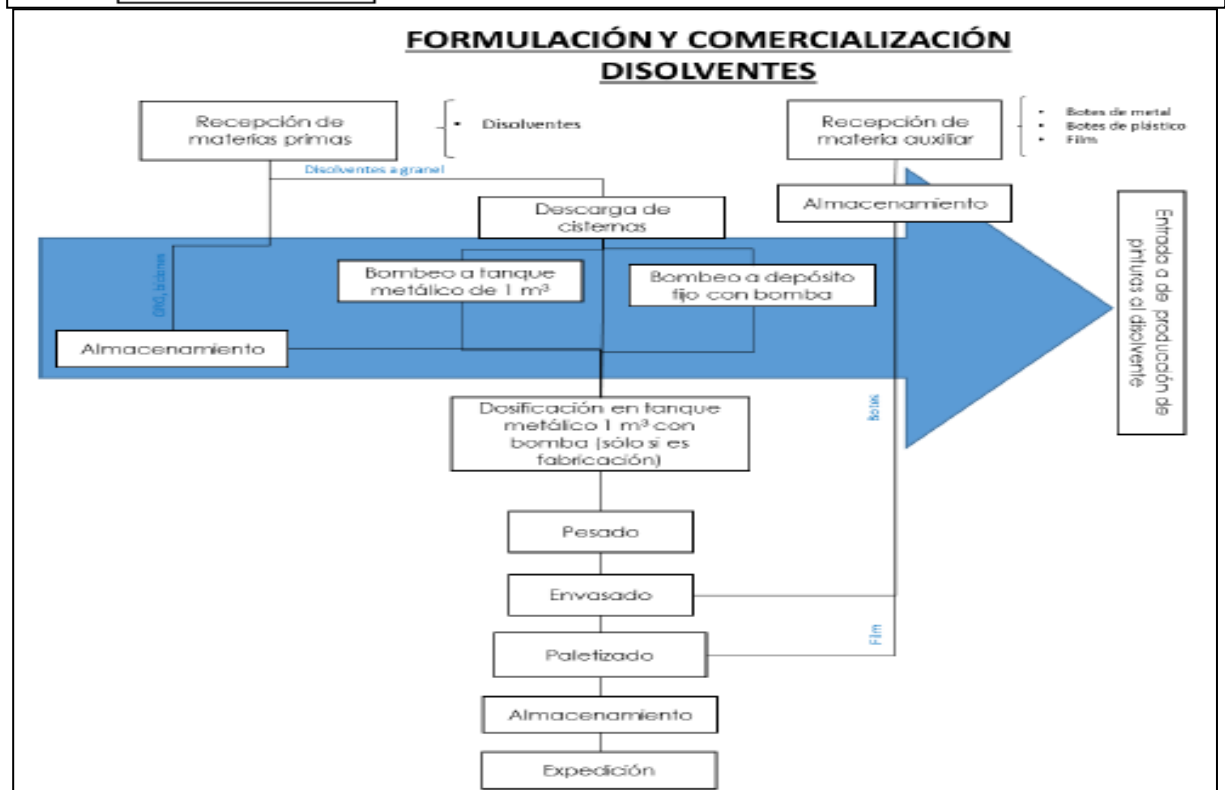 FORMULACIÓN Y COMERCIALIZACIÓN
DISOLVENTES
Recepción de
materias primas
• Disolventes
Recepción de
materia auxiliar
• Botes de metal
• Botes de plástico
• Film
Disolventes a granel
Descarga de
cisternas
Almacenamiento
Bombeo a tanque
metálico de 1 m³
Bombeo a depósito
fijo con bomba
bidones
Almacenamiento
Entrada a de producción de
pinturas al disolvente
Dosificación en tanque
metálico 1 m³ con
bomba (sólo si es
fabricación)
Botes
Pesado
Envasado
Film
Paletizado
Almacenamiento
Expedición